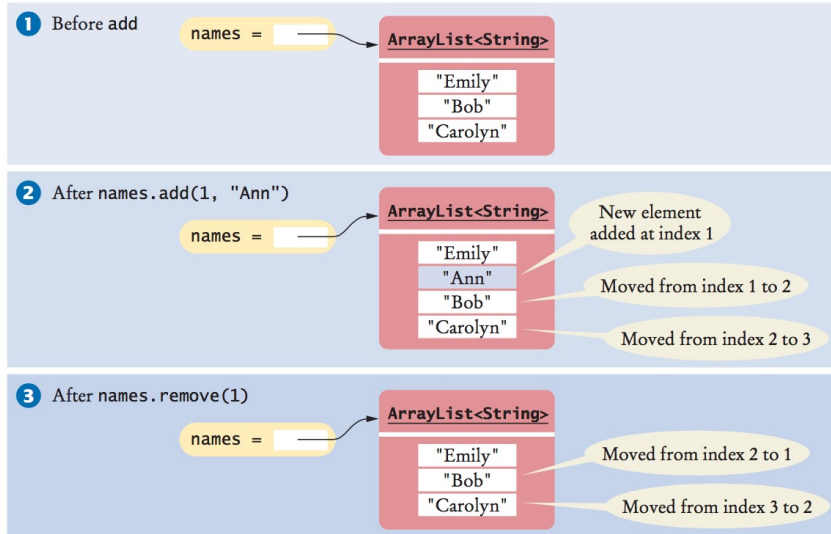 1 Before add
names =
ArrayList<String>
"Emily"
"Bob"
"Carolyn"
2 After names.add(1, "Ann")
names =
ArrayList<String>
"Emily"
"Ann"
"Bob"
"Carolyn"
New element
added at index 1
Moved from index 1 to 2
Moved from index 2 to 3
3 After names.remove(1)
names =
ArrayList<String>
"Emily"
"Bob"
"Carolyn"
Moved from index 2 to 1
Moved from index 3 to 2